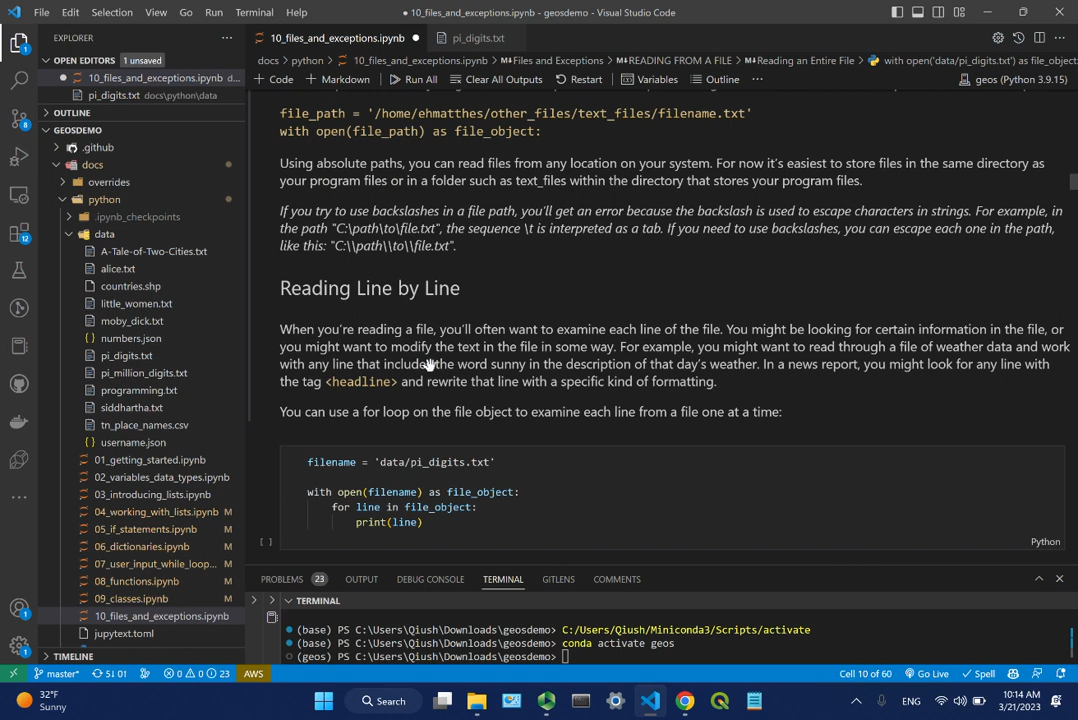 File Edit Selection View Go Run Terminal Help
● 10_files_and_exceptions.ipynb - geosdemo - Visual Studio Code
EXPLORER
OPEN EDITORS 1 unsaved
10_files_and_exceptions.ipynb d...
pi_digits.txt docs\python\data
OUTLINE
GEOSDEMO
.github
docs
overrides
python
.ipynb_checkpoints
data
A-Tale-of-Two-Cities.txt
alice.txt
countries.shp
little_women.txt
moby_dick.txt
numbers.json
pi_digits.txt
pi_million_digits.txt
programming.txt
siddhartha.txt
tn_place_names.csv
username.json
01_getting_started.ipynb
02_variables_data_types.ipynb
03_introducing_lists.ipynb
04_working_with_lists.ipynb M
05_if_statements.ipynb M
06_dictionaries.ipynb M
07_user_input_while_loop... M
08_functions.ipynb M
09_classes.ipynb M
10_files_and_exceptions.ipynb
jupytext.toml
TIMELINE
10_files_and_exceptions.ipynb ● pi_digits.txt
docs > python > 10_files_and_exceptions.ipynb > Files and Exceptions > READING FROM A FILE > Reading an Entire File > with open('data/pi_digits.txt') as file_object:
+ Code + Markdown Run All Clear All Outputs Restart Variables Outline ... geos (Python 3.9.15)
file_path = '/home/ehmatthes/other_files/text_files/filename.txt'
with open(file_path) as file_object:
Using absolute paths, you can read files from any location on your system. For now it's easiest to store files in the same directory as
your program files or in a folder such as text_files within the directory that stores your program files.
If you try to use backslashes in a file path, you'll get an error because the backslash is used to escape characters in strings. For example, in
the path "C:\path\to\file.txt", the sequence \t is interpreted as a tab. If you need to use backslashes, you can escape each one in the path,
like this: "C:\\path\\to\\file.txt".
Reading Line by Line
When you're reading a file, you'll often want to examine each line of the file. You might be looking for certain information in the file, or
you might want to modify the text in the file in some way. For example, you might want to read through a file of weather data and work
with any line that includes the word sunny in the description of that day's weather. In a news report, you might look for any line with
the tag <headline> and rewrite that line with a specific kind of formatting.
You can use a for loop on the file object to examine each line from a file one at a time:
filename = 'data/pi_digits.txt'
with open(filename) as file_object:
for line in file_object:
print(line)
[ ] Python
PROBLEMS 23 OUTPUT DEBUG CONSOLE TERMINAL GITLENS COMMENTS
TERMINAL
(base) PS C:\Users\Qiush\Downloads\geosdemo> C:/Users/Qiush/Miniconda3/Scripts/activate
(base) PS C:\Users\Qiush\Downloads\geosdemo> conda activate geos
(geos) PS C:\Users\Qiush\Downloads\geosdemo>
1 8 12 1 1
master* 5↓ 0↑ 0 0 23 AWS Cell 10 of 60 Go Live Spell
32°F
Sunny
Search
ENG
10:14 AM
3/21/2023